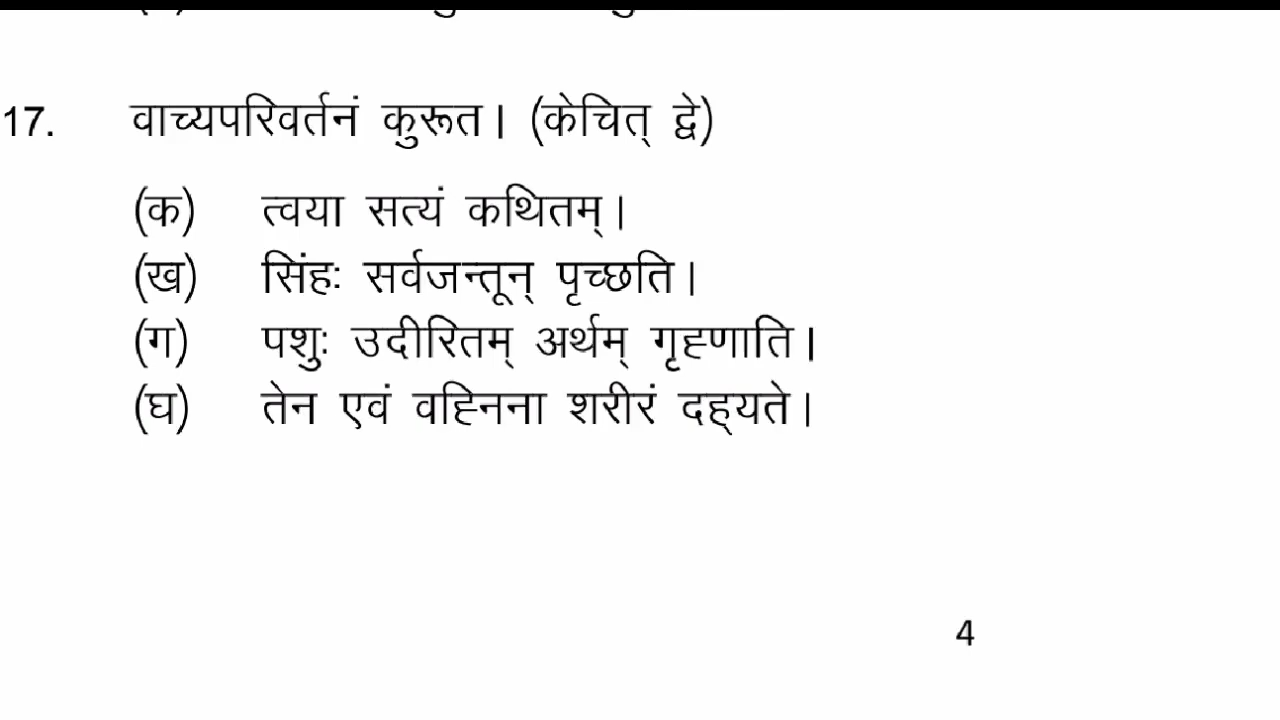 17. वाच्यपरिवर्तनं कुरूत। (केचित् द्वे)
(क) त्वया सत्यं कथितम्।
(ख) सिंहः सर्वजन्तून् पृच्छति।
(ग) पशुः उदीरितम् अर्थम् गृह्णाति।
(घ) तेन एवं वह्निना शरीरं दह्यते।
4